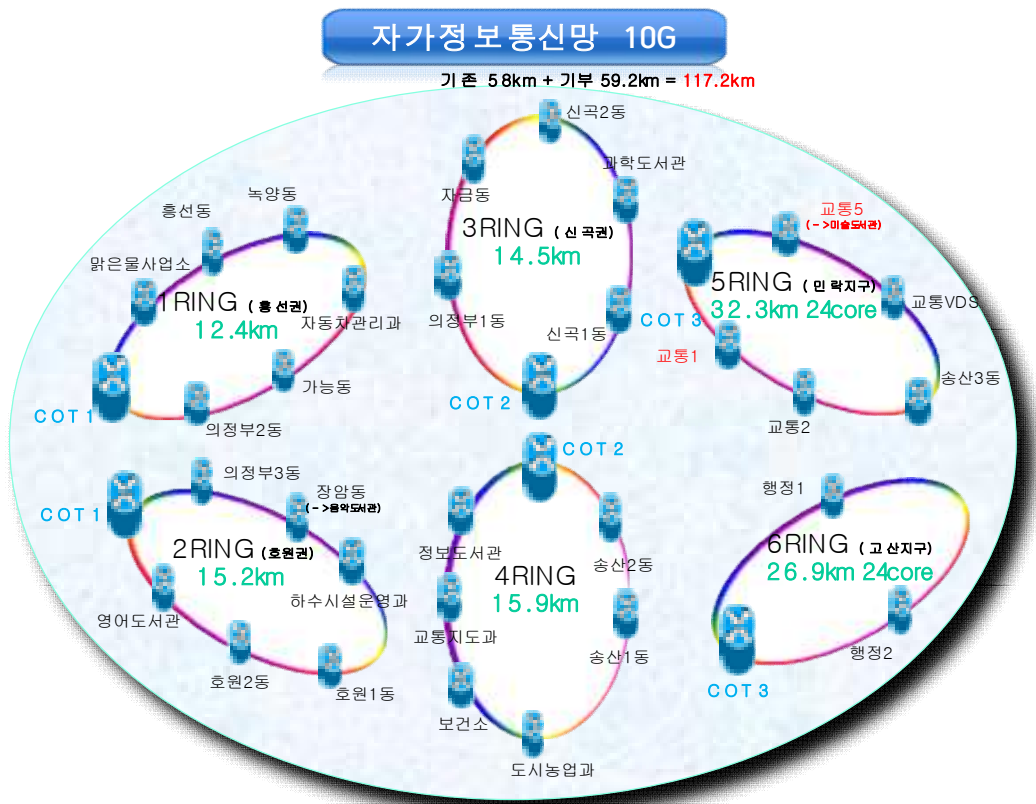 자가정보통신망 10G
기존 58km + 기부 59.2km = 117.2km
신곡2동
과학도서관
자금동
3RING (신곡권)
14.5km
의정부1동
신곡1동
COT 2
녹양동
흥선동
맑은물사업소
1RING (흥선권)
12.4km
자동차관리과
가능동
COT 1
의정부2동
교통5
(->미술도서관)
5RING (민락지구)
32.3km 24core
교통VDS
COT 3
교통1
송산3동
교통2
의정부3동
장암동
(->음악도서관)
COT 1
2RING (호원권)
15.2km
하수시설운영과
영어도서관
호원2동
호원1동
COT 2
정보도서관
송산2동
4RING
15.9km
교통지도과
송산1동
보건소
도시농업과
행정1
6RING (고산지구)
26.9km 24core
행정2
COT 3